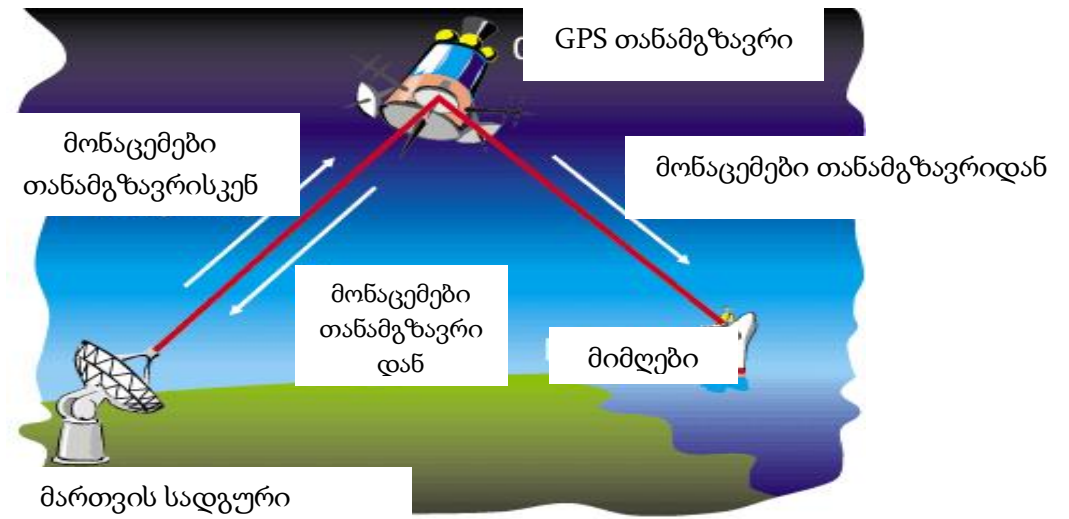 GPS თანამგზავრი
მონაცემები
თანამგზავრისკენ
მონაცემები თანამგზავრიდან
მონაცემები
თანამგზავრი
დან
მიმღები
მართვის სადგური